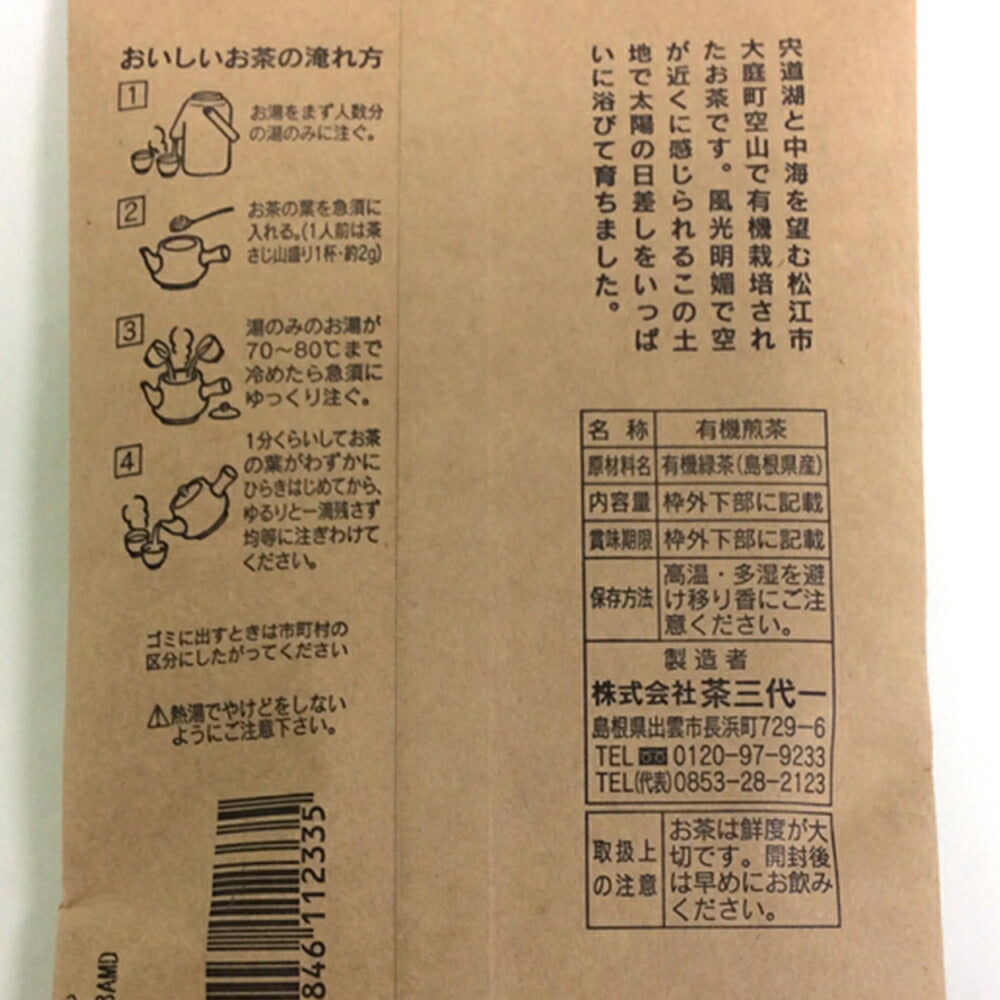 おいしいお茶の淹れ方
1
お湯をまず人数分
の湯のみに注ぐ。
2
お茶の葉を急須に
入れる。(1人前は茶
さじ山盛り1杯・約2g)
3
湯のみのお湯が
70～80℃まで
冷めたら急須に
ゆっくり注ぐ。
4
1分くらいしてお茶
の葉がわずかに
ひらきはじめてから、
ゆるりと一滴残さず
均等に注ぎわけて
ください。
ゴミに出すときは市町村の
区分にしたがってください
⚠熱湯でやけどをしない
ようにご注意下さい。
846112335
8AMD
宍道湖と中海を望む松江市
大庭町空山で有機栽培され
たお茶です。風光明媚で空
が近くに感じられるこの土
地で太陽の日差しをいっぱ
いに浴びて育ちました。
名称 有機煎茶
原材料名 有機緑茶(島根県産)
内容量 枠外下部に記載
賞味期限 枠外下部に記載
保存方法 高温・多湿を避
け移り香にご注
意ください。
製造者
株式会社 茶三代一
島根県出雲市長浜町729-6
TEL 0120-97-9233
TEL(代表)0853-28-2123
取扱上
の注意
お茶は鮮度が大
切です。開封後
は早めにお飲み
ください。